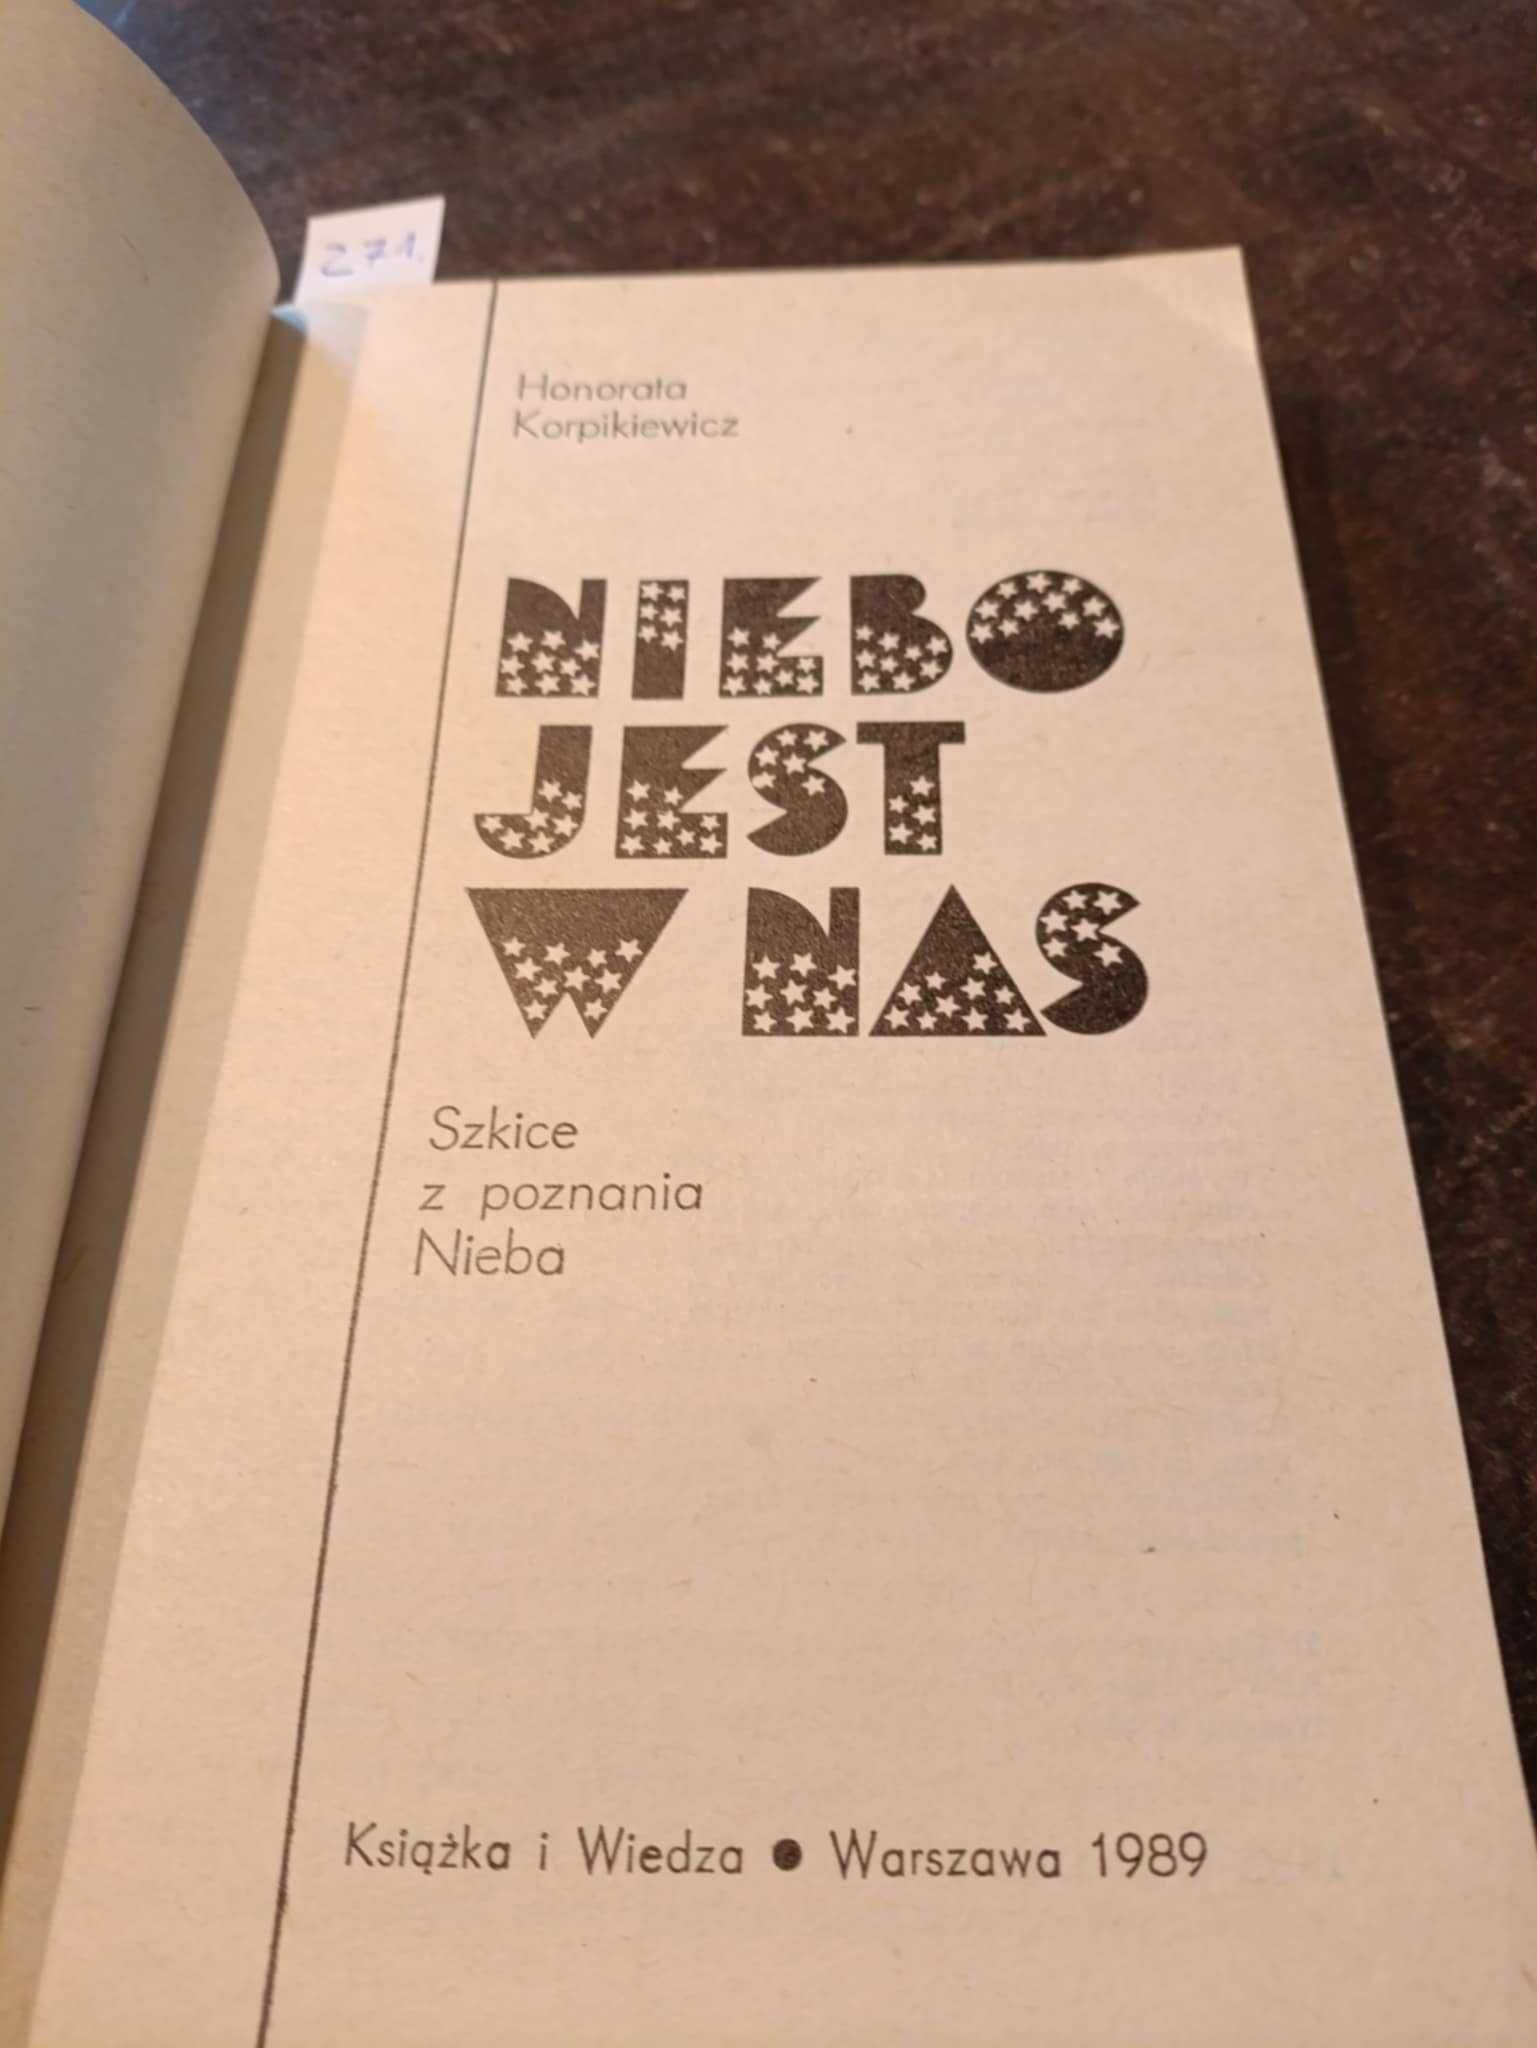 271.
Honorata
Korpikiewicz
NIEBO
JEST
W NAS
Szkice
z poznania
Nieba
Książka i Wiedza ● Warszawa 1989